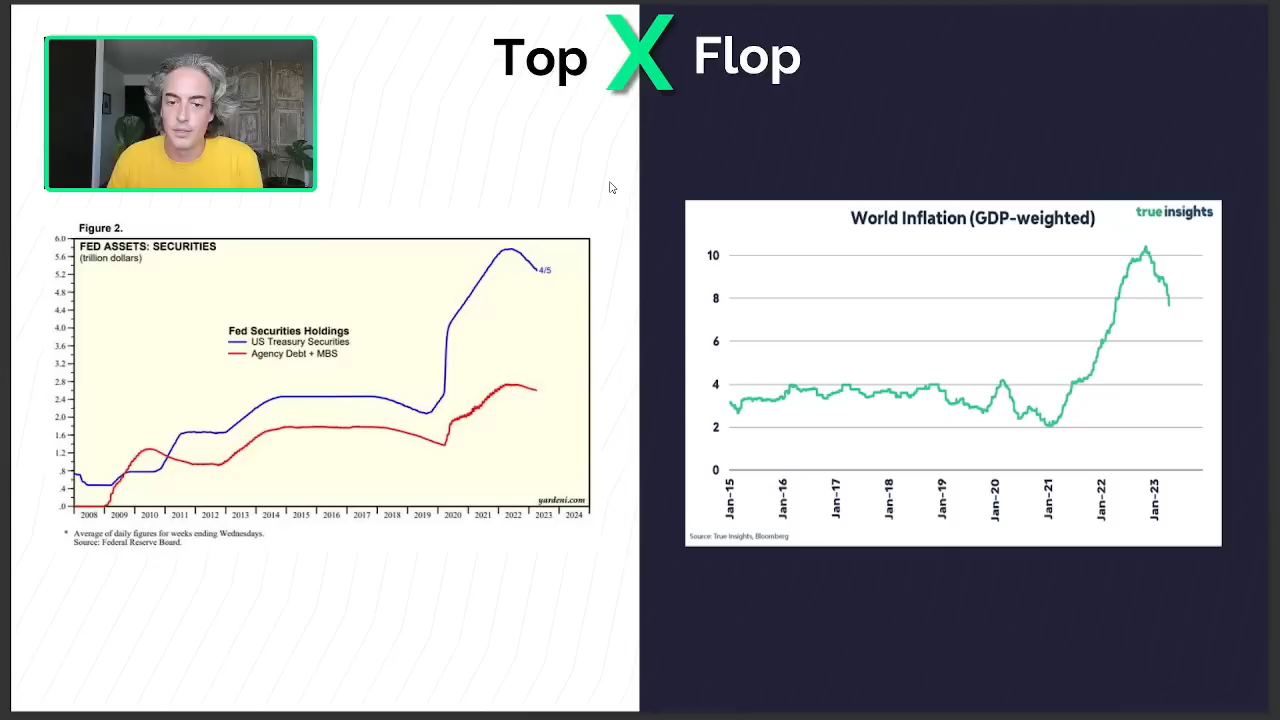 Top X Flop
Figure 2.
FED ASSETS: SECURITIES
(trillion dollars)
6.0
5.6
5.2
4.8
4.4
4.0
3.6
3.2
2.8
2.4
2.0
1.6
1.2
.8
.4
.0
4/5
Fed Securities Holdings
US Treasury Securities
Agency Debt + MBS
yardeni.com
2008 2009 2010 2011 2012 2013 2014 2015 2016 2017 2018 2019 2020 2021 2022 2023 2024
* Average of daily figures for weeks ending Wednesdays.
Source: Federal Reserve Board.
World Inflation (GDP-weighted)
true insights
10
8
6
4
2
0
Jan-15 Jan-16 Jan-17 Jan-18 Jan-19 Jan-20 Jan-21 Jan-22 Jan-23
Source: True Insights, Bloomberg